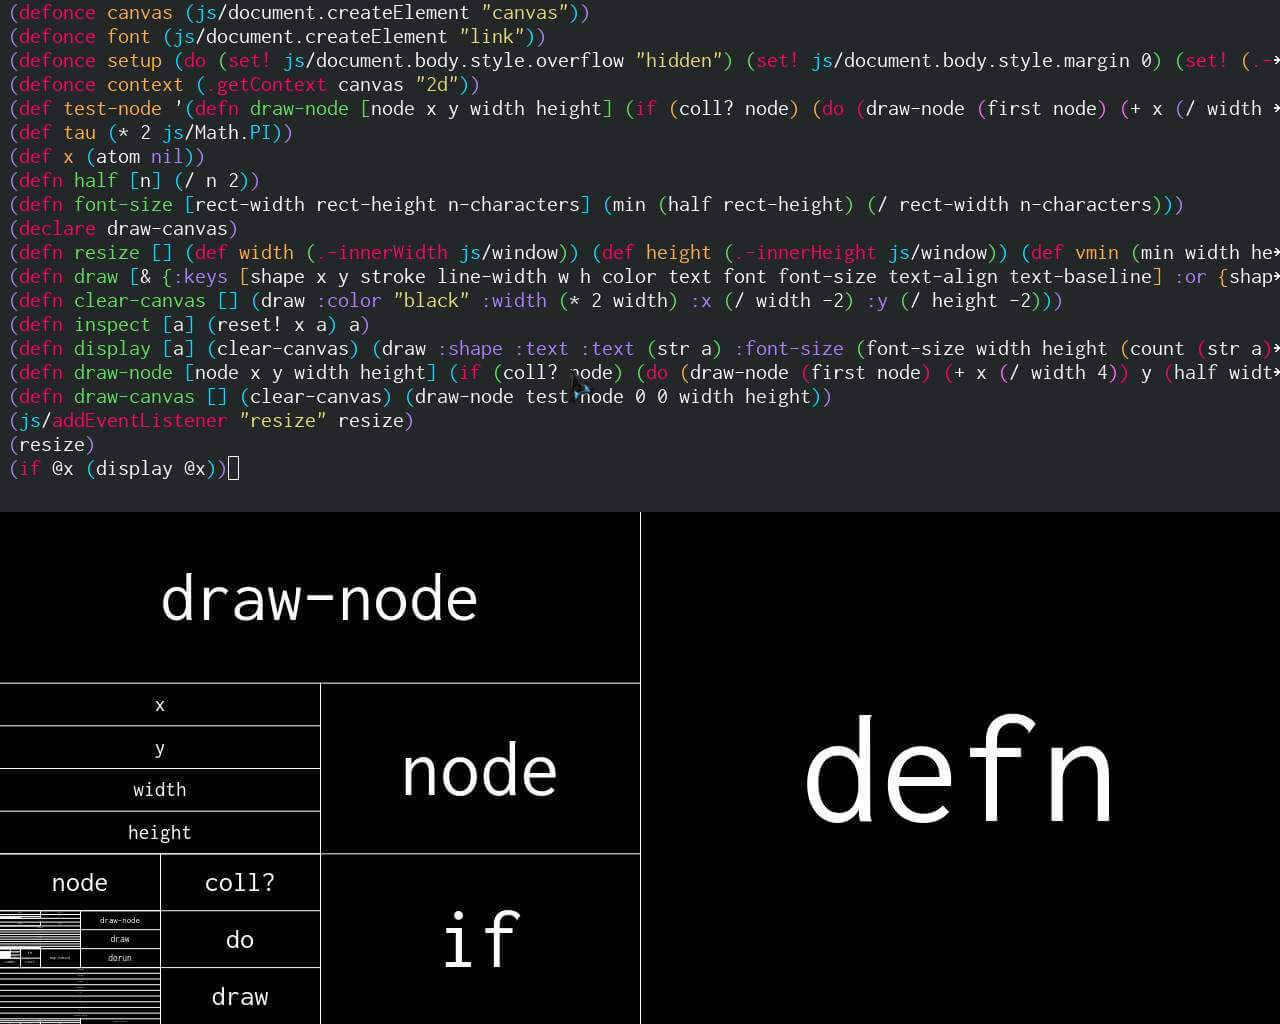 (defonce canvas (js/document.createElement "canvas"))
(defonce font (js/document.createElement "link"))
(defonce setup (do (set! js/document.body.style.overflow "hidden") (set! js/document.body.style.margin 0) (set! (.-
(defonce context (.getContext canvas "2d"))
(def test-node '(defn draw-node [node x y width height] (if (coll? node) (do (draw-node (first node) (+ x (/ width
(def tau (* 2 js/Math.PI))
(def x (atom nil))
(defn half [n] (/ n 2))
(defn font-size [rect-width rect-height n-characters] (min (half rect-height) (/ rect-width n-characters)))
(declare draw-canvas)
(defn resize [] (def width (.-innerWidth js/window)) (def height (.-innerHeight js/window)) (def vmin (min width he
(defn draw [& {:keys [shape x y stroke line-width w h color text font font-size text-align text-baseline] :or {shap
(defn clear-canvas [] (draw :color "black" :width (* 2 width) :x (/ width -2) :y (/ height -2)))
(defn inspect [a] (reset! x a) a)
(defn display [a] (clear-canvas) (draw :shape :text :text (str a) :font-size (font-size width height (count (str a)
(defn draw-node [node x y width height] (if (coll? node) (do (draw-node (first node) (+ x (/ width 4)) y (half widt
(defn draw-canvas [] (clear-canvas) (draw-node test-node 0 0 width height))
(js/addEventListener "resize" resize)
(resize)
(if @x (display @x))
draw-node
defn
x
y
width
height
node
node
coll?
if
draw-node
draw
dorun
do
draw